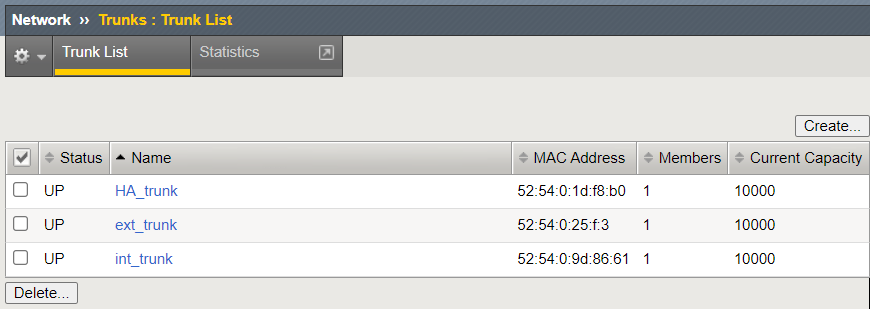 Network ›› Trunks : Trunk List
Trunk List Statistics
Create...
Status Name MAC Address Members Current Capacity
UP HA_trunk 52:54:0:1d:f8:b0 1 10000
UP ext_trunk 52:54:0:25:f:3 1 10000
UP int_trunk 52:54:0:9d:86:61 1 10000
Delete...